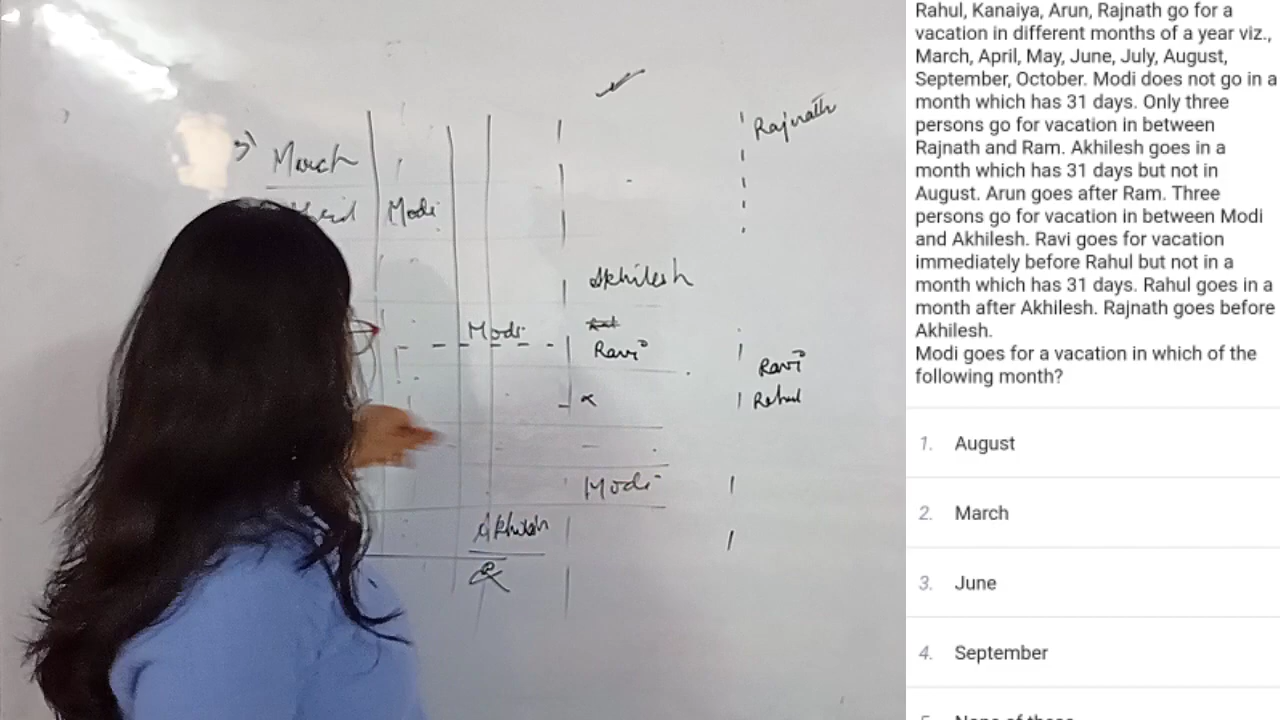 Rajnath
3)
March
Modi
Akhilesh
Modi
Ravi
Ravi
x
Rahul
Modi
Akhilesh
Rahul, Kanaiya, Arun, Rajnath go for a
vacation in different months of a year viz.,
March, April, May, June, July, August,
September, October. Modi does not go in a
month which has 31 days. Only three
persons go for vacation in between
Rajnath and Ram. Akhilesh goes in a
month which has 31 days but not in
August. Arun goes after Ram. Three
persons go for vacation in between Modi
and Akhilesh. Ravi goes for vacation
immediately before Rahul but not in a
month which has 31 days. Rahul goes in a
month after Akhilesh. Rajnath goes before
Akhilesh.
Modi goes for a vacation in which of the
following month?
1. August
2. March
3. June
4. September